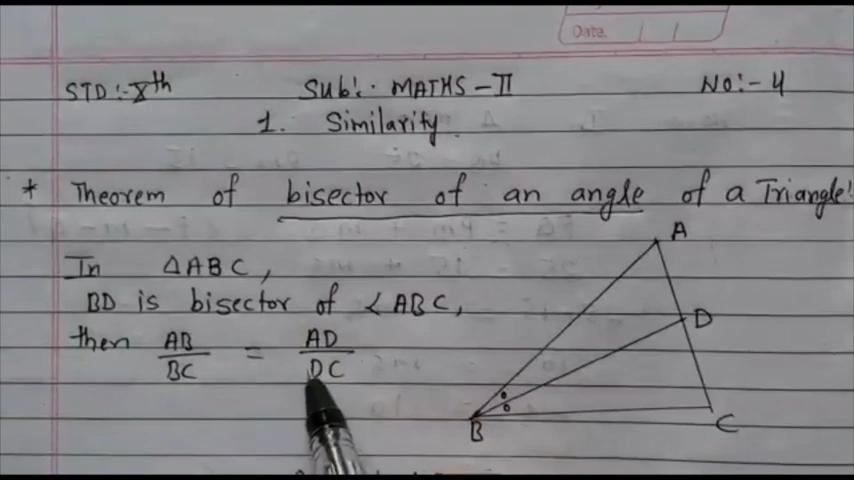 Date
STD :- Xth Sub :- MATHS - II No :- 4
1. Similarity
* Theorem of bisector of an angle of a Triangle:
In △ABC,
BD is bisector of ∠ABC,
then AB/BC = AD/DC
A
D
B
C